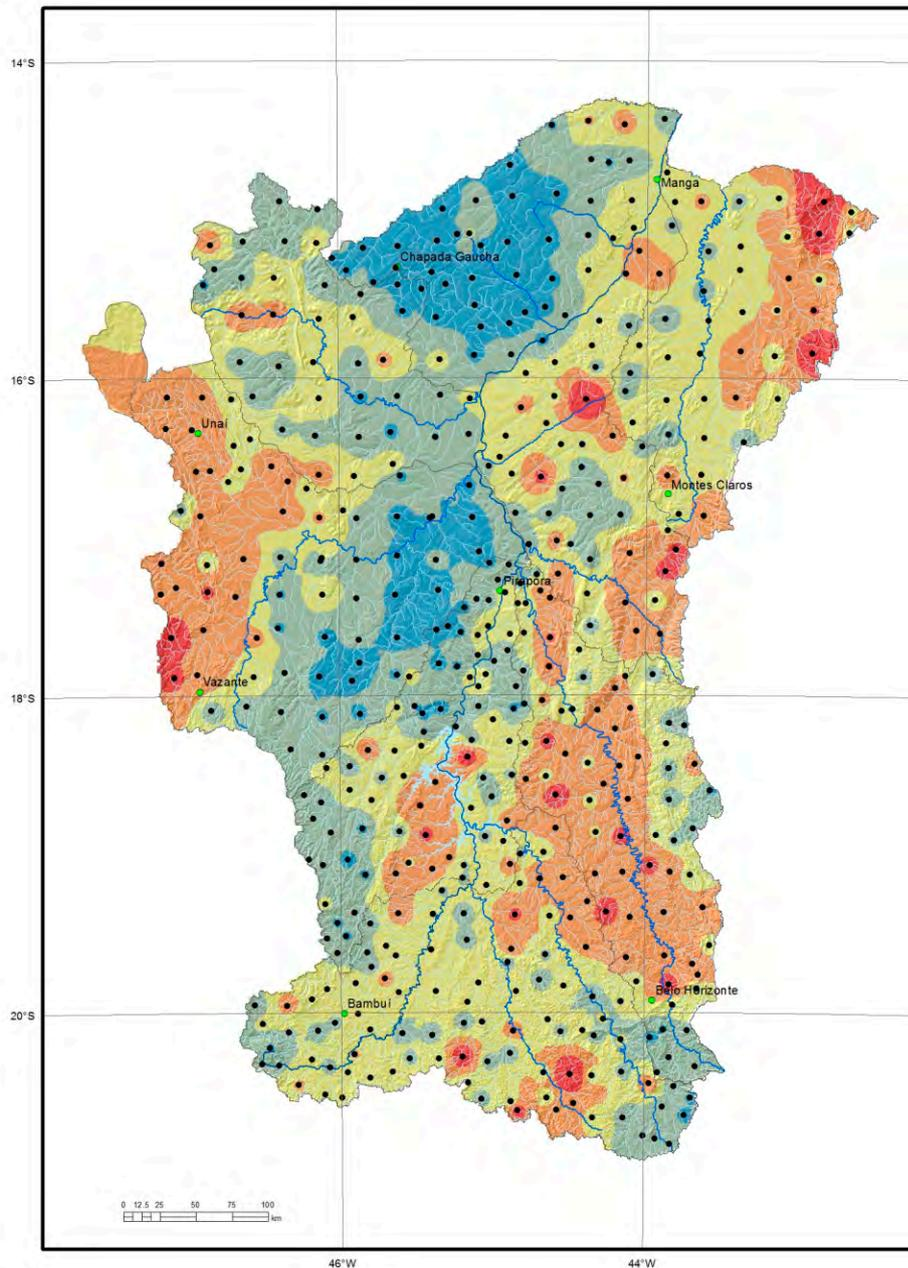 14°S
Manga
Chapada Gaucha
16°S
Unaí
Montes Claros
Pirapora
18°S
Vazante
Belo Horizonte
20°S
Bambuí
0 12.5 25 50 75 100
km
46°W 44°W